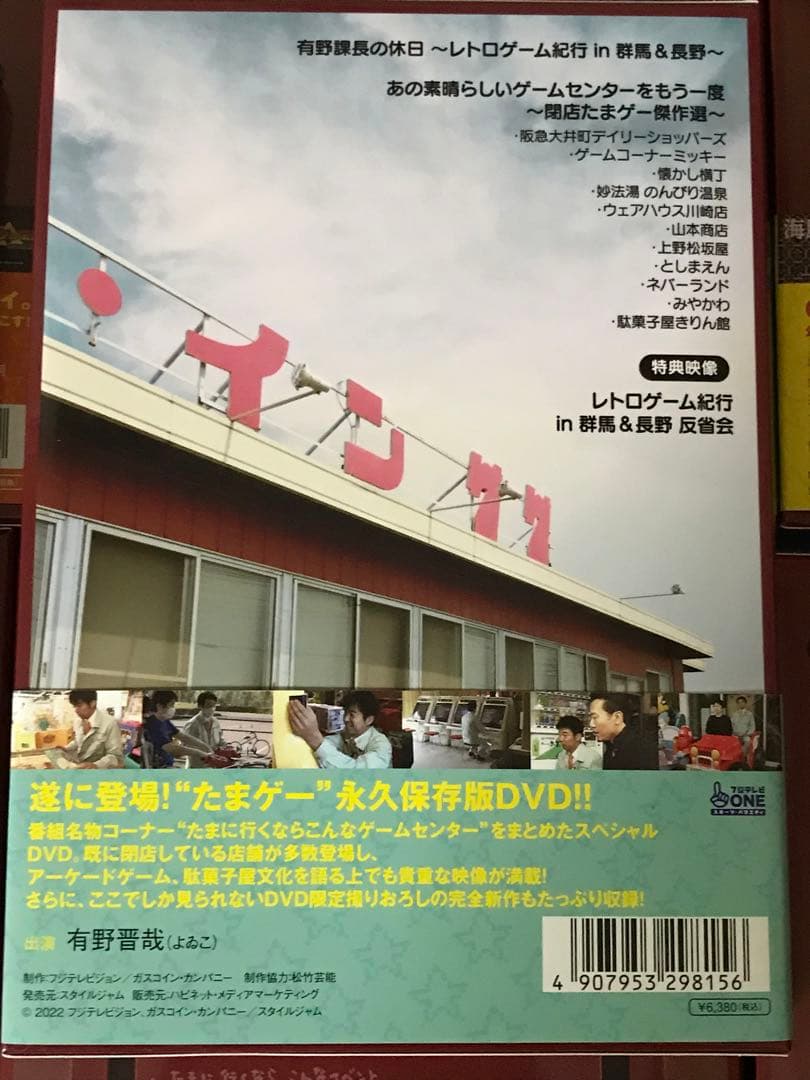 有野課長の休日 ～レトロゲーム紀行 in 群馬＆長野～
あの素晴らしいゲームセンターをもう一度
～閉店たまゲー傑作選～
・阪急大井町デイリーショッパーズ
・ゲームコーナーミッキー
・懐かし横丁
・妙法湯 のんびり温泉
・ウェアハウス川崎店
・山本商店
・上野松坂屋
・としまえん
・ネバーランド
・みやかわ
・駄菓子屋きりん館
特典映像
レトロゲーム紀行
in 群馬＆長野 反省会
・インササ
遂に登場!“たまゲー”永久保存版DVD!!
番組名物コーナー“たまに行くならこんなゲームセンター”をまとめたスペシャル
DVD。既に閉店している店舗が多数登場し、
アーケードゲーム、駄菓子屋文化を語る上でも貴重な映像が満載!
さらに、ここでしか見られないDVD限定撮りおろしの完全新作もたっぷり収録!
フジテレビ
ONE
スポーツ・バラエティ
出演 有野晋哉(よゐこ)
制作:フジテレビジョン／ガスコイン・カンパニー 制作協力:松竹芸能
発売元:スタイルジャム 販売元:ハピネット・メディアマーケティング
© 2022 フジテレビジョン、ガスコイン・カンパニー／スタイルジャム
4 907953 298156
¥6,380(税込)